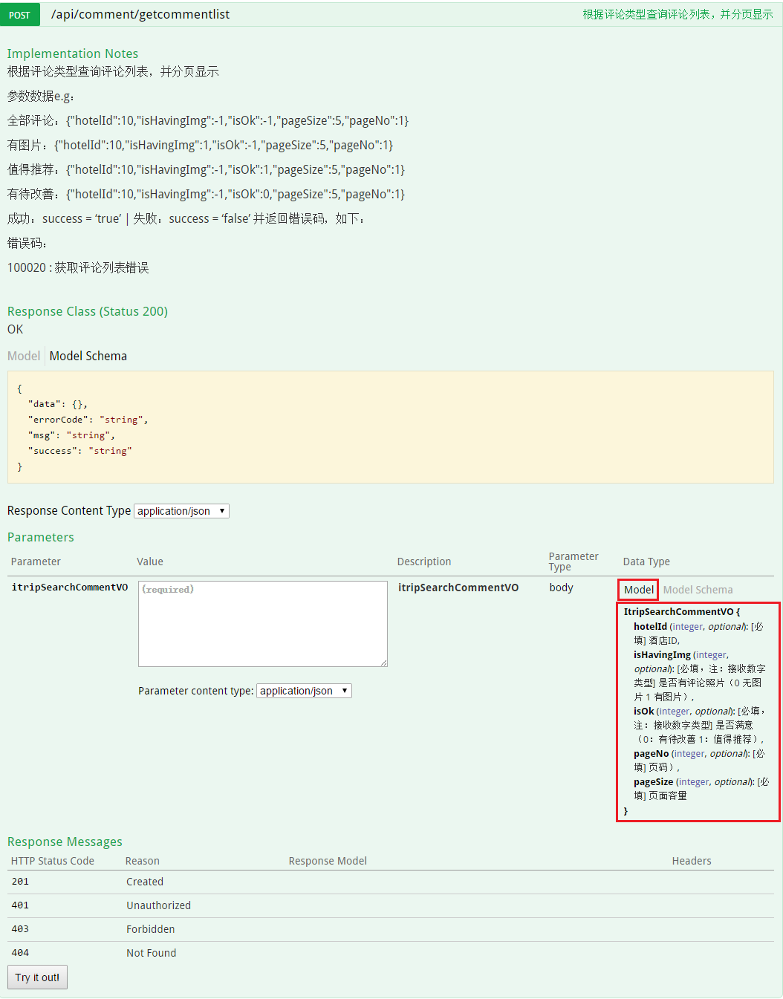 POST /api/comment/getcommentlist 根据评论类型查询评论列表，并分页显示
Implementation Notes
根据评论类型查询评论列表，并分页显示
参数数据e.g：
全部评论：{"hotelId":10,"isHavingImg":-1,"isOk":-1,"pageSize":5,"pageNo":1}
有图片：{"hotelId":10,"isHavingImg":1,"isOk":-1,"pageSize":5,"pageNo":1}
值得推荐：{"hotelId":10,"isHavingImg":-1,"isOk":1,"pageSize":5,"pageNo":1}
有待改善：{"hotelId":10,"isHavingImg":-1,"isOk":0,"pageSize":5,"pageNo":1}
成功：success = ‘true’ | 失败：success = ‘false’ 并返回错误码，如下：
错误码：
100020 : 获取评论列表错误
Response Class (Status 200)
OK
Model Model Schema
{
"data": {},
"errorCode": "string",
"msg": "string",
"success": "string"
}
Response Content Type application/json
Parameters
Parameter Value Description Parameter Type Data Type
itripSearchCommentVO (required) itripSearchCommentVO body Model Model Schema
ItripSearchCommentVO {
hotelId (integer, optional): [必
填] 酒店ID,
isHavingImg (integer,
optional): [必填，注：接收数字
类型] 是否有评论照片（0 无图
片 1 有图片）,
isOk (integer, optional): [必填，
注：接收数字类型] 是否满意
（0：有待改善 1：值得推荐）,
pageNo (integer, optional): [必
填] 页码）,
pageSize (integer, optional): [必
填] 页面容量
}
Parameter content type: application/json
Response Messages
HTTP Status Code Reason Response Model Headers
201 Created
401 Unauthorized
403 Forbidden
404 Not Found
Try it out!